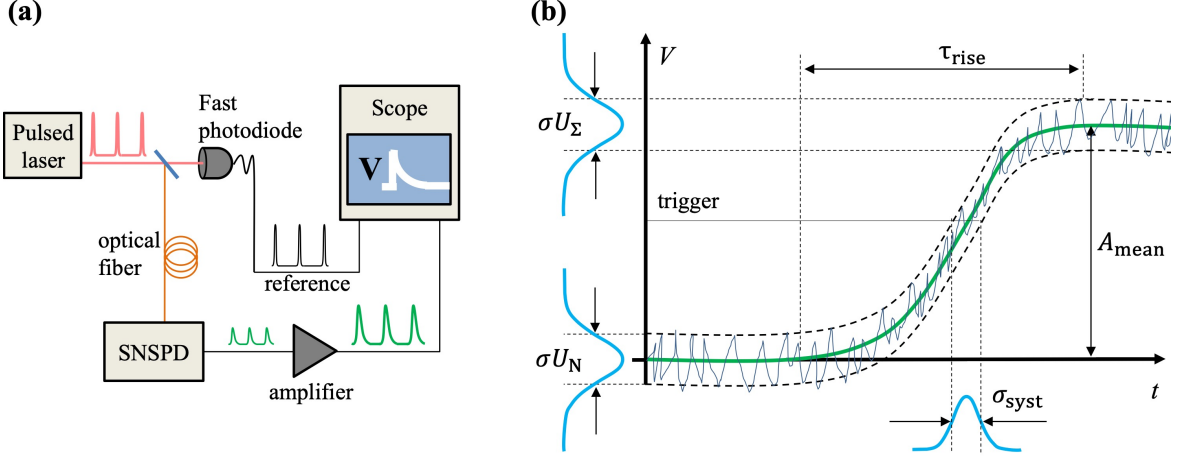 (a)
Pulsed
laser
Fast
photodiode
Scope
V
optical
fiber
reference
SNSPD
amplifier
(b)
V
τrise
σUΣ
trigger
Amean
σUN
σsyst
t